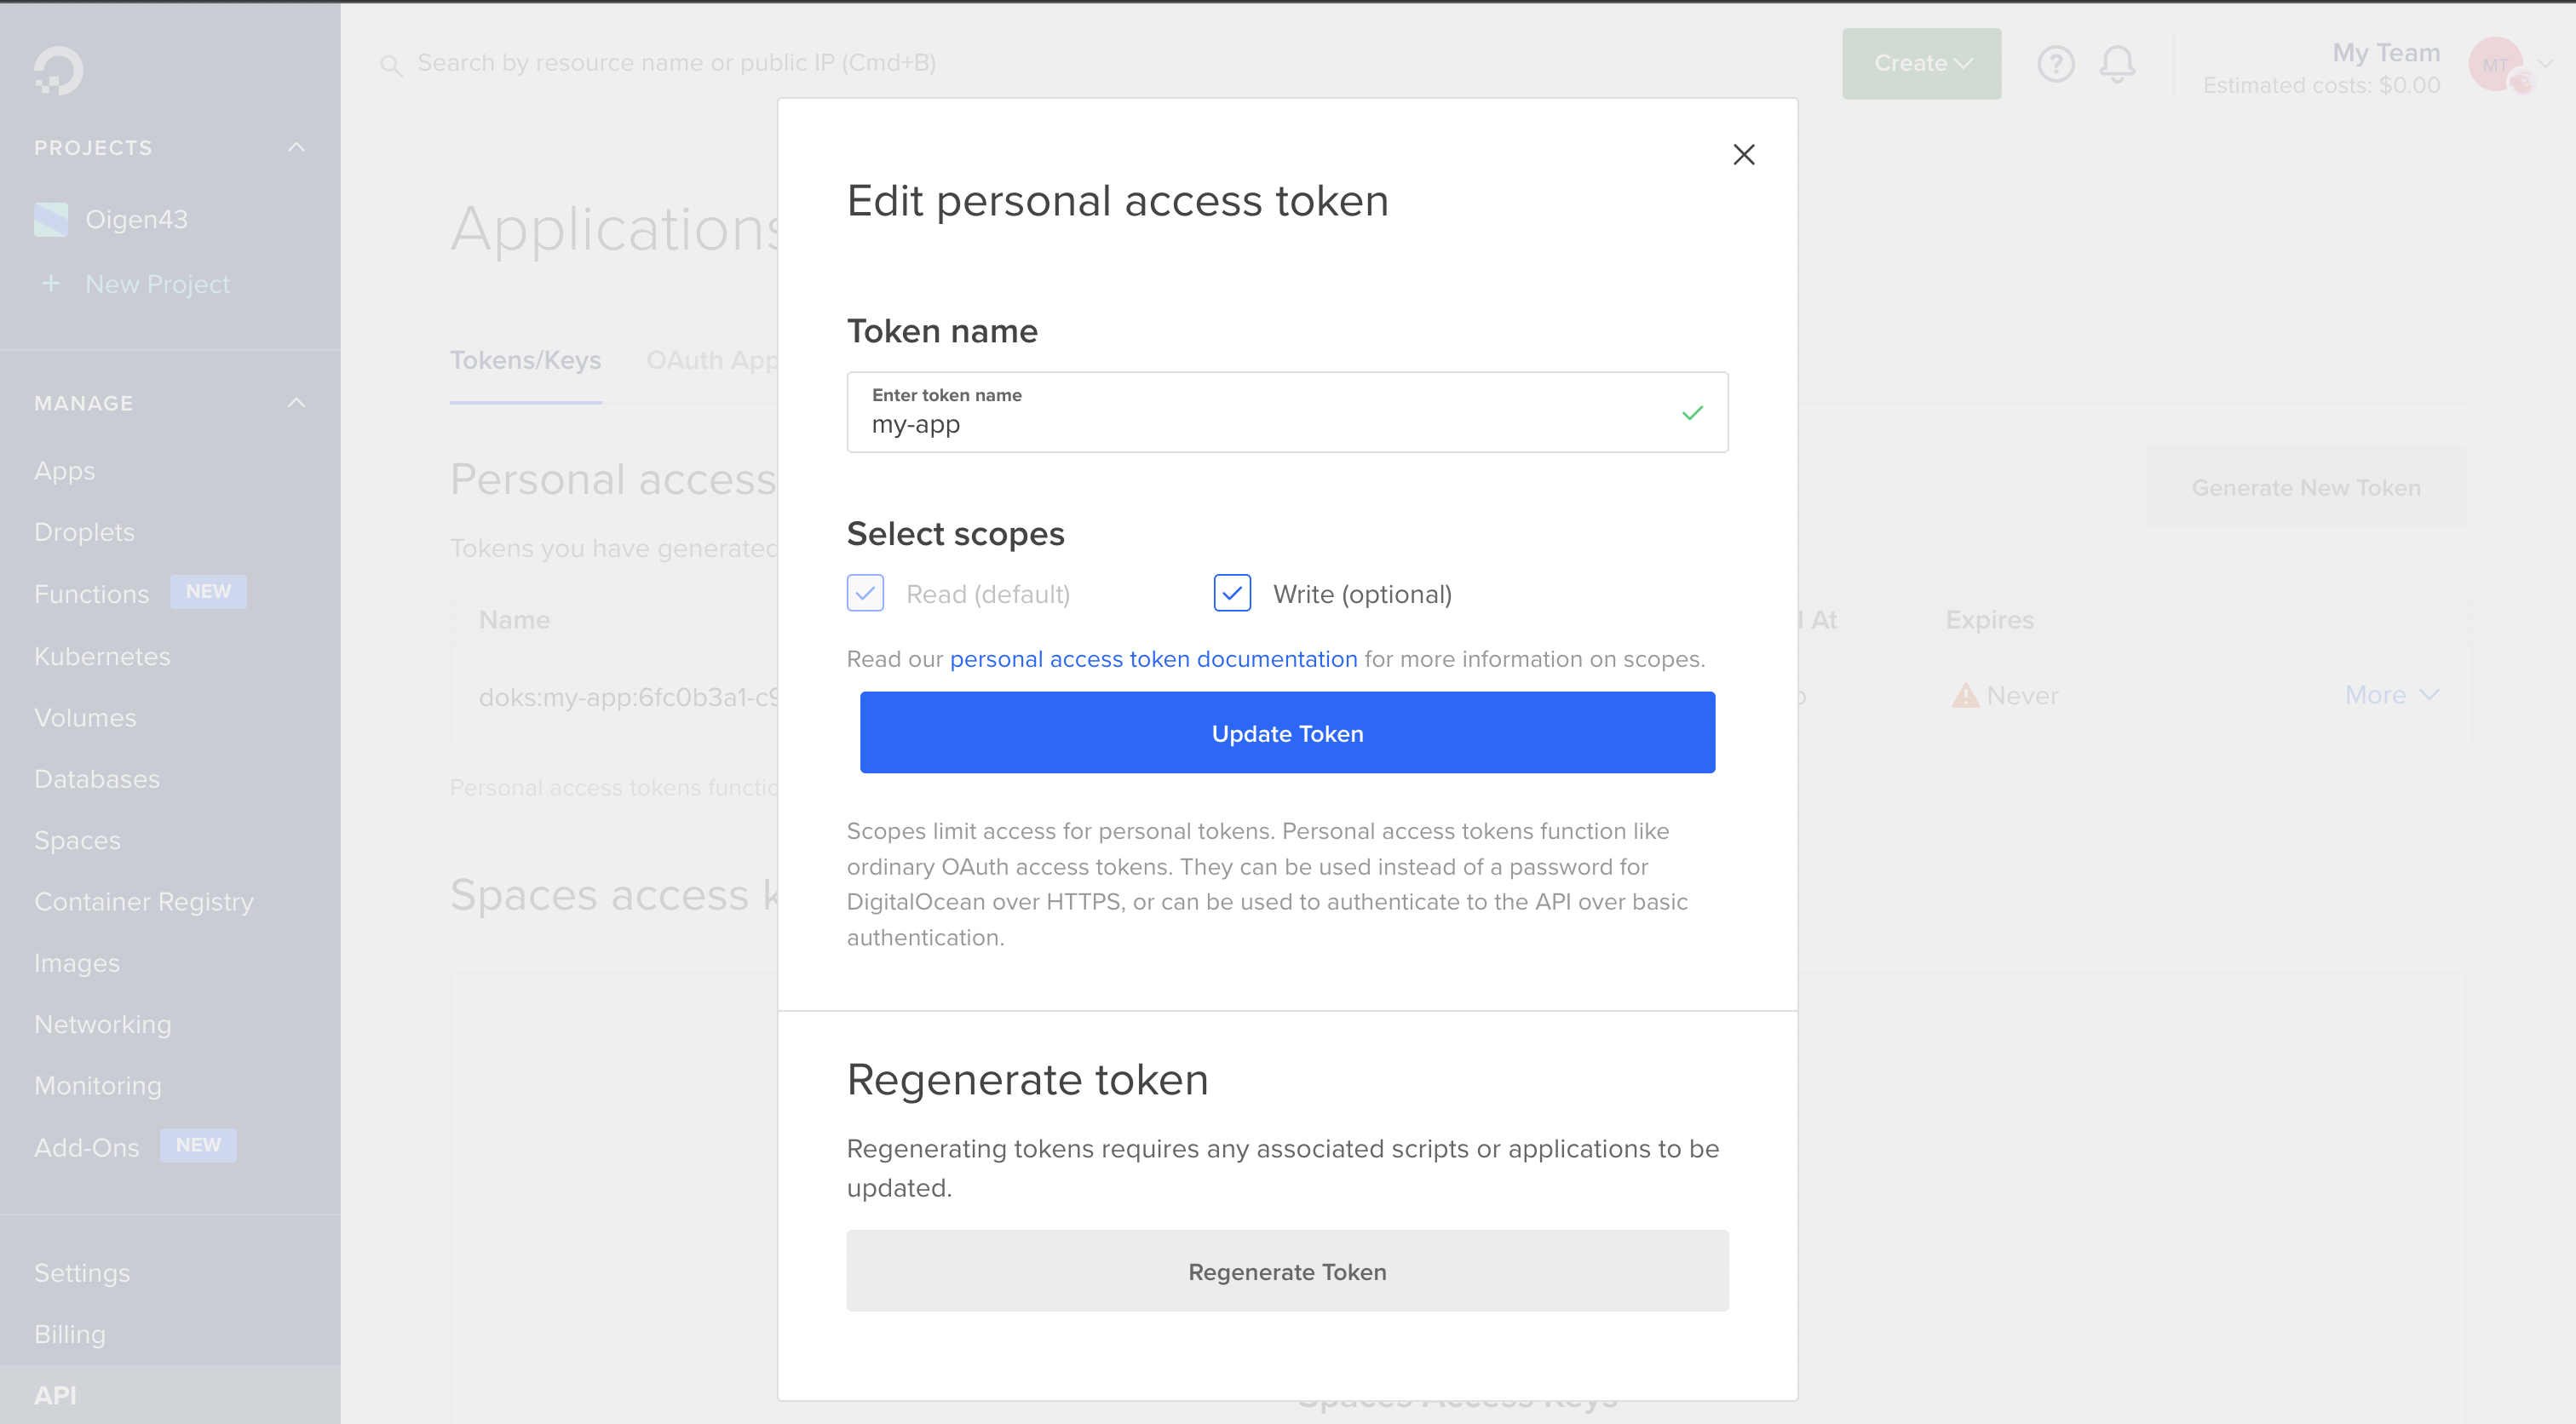 Search by resource name or public IP (Cmd+B)
Create
My Team
Estimated costs: $0.00
MT
PROJECTS
Oigen43
+ New Project
MANAGE
Apps
Droplets
Functions NEW
Kubernetes
Volumes
Databases
Spaces
Container Registry
Images
Networking
Monitoring
Add-Ons NEW
Settings
Billing
API
Applications
Tokens/Keys
OAuth App
Personal access
Generate New Token
Tokens you have generated
Name
At
Expires
doks:my-app:6fc0b3a1-c9
Never
More
Personal access tokens functio
Spaces access k
Edit personal access token
Token name
Enter token name
my-app
Select scopes
Read (default)
Write (optional)
Read our personal access token documentation for more information on scopes.
Update Token
Scopes limit access for personal tokens. Personal access tokens function like
ordinary OAuth access tokens. They can be used instead of a password for
DigitalOcean over HTTPS, or can be used to authenticate to the API over basic
authentication.
Regenerate token
Regenerating tokens requires any associated scripts or applications to be
updated.
Regenerate Token
Spaces Access Keys